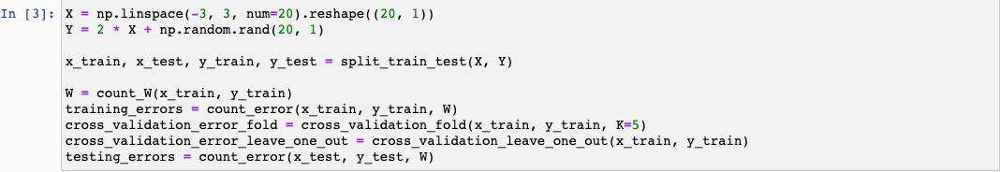 In [3]: X = np.linspace(-3, 3, num=20).reshape((20, 1))
Y = 2 * X + np.random.rand(20, 1)
x_train, x_test, y_train, y_test = split_train_test(X, Y)
W = count_W(x_train, y_train)
training_errors = count_error(x_train, y_train, W)
cross_validation_error_fold = cross_validation_fold(x_train, y_train, K=5)
cross_validation_error_leave_one_out = cross_validation_leave_one_out(x_train, y_train)
testing_errors = count_error(x_test, y_test, W)